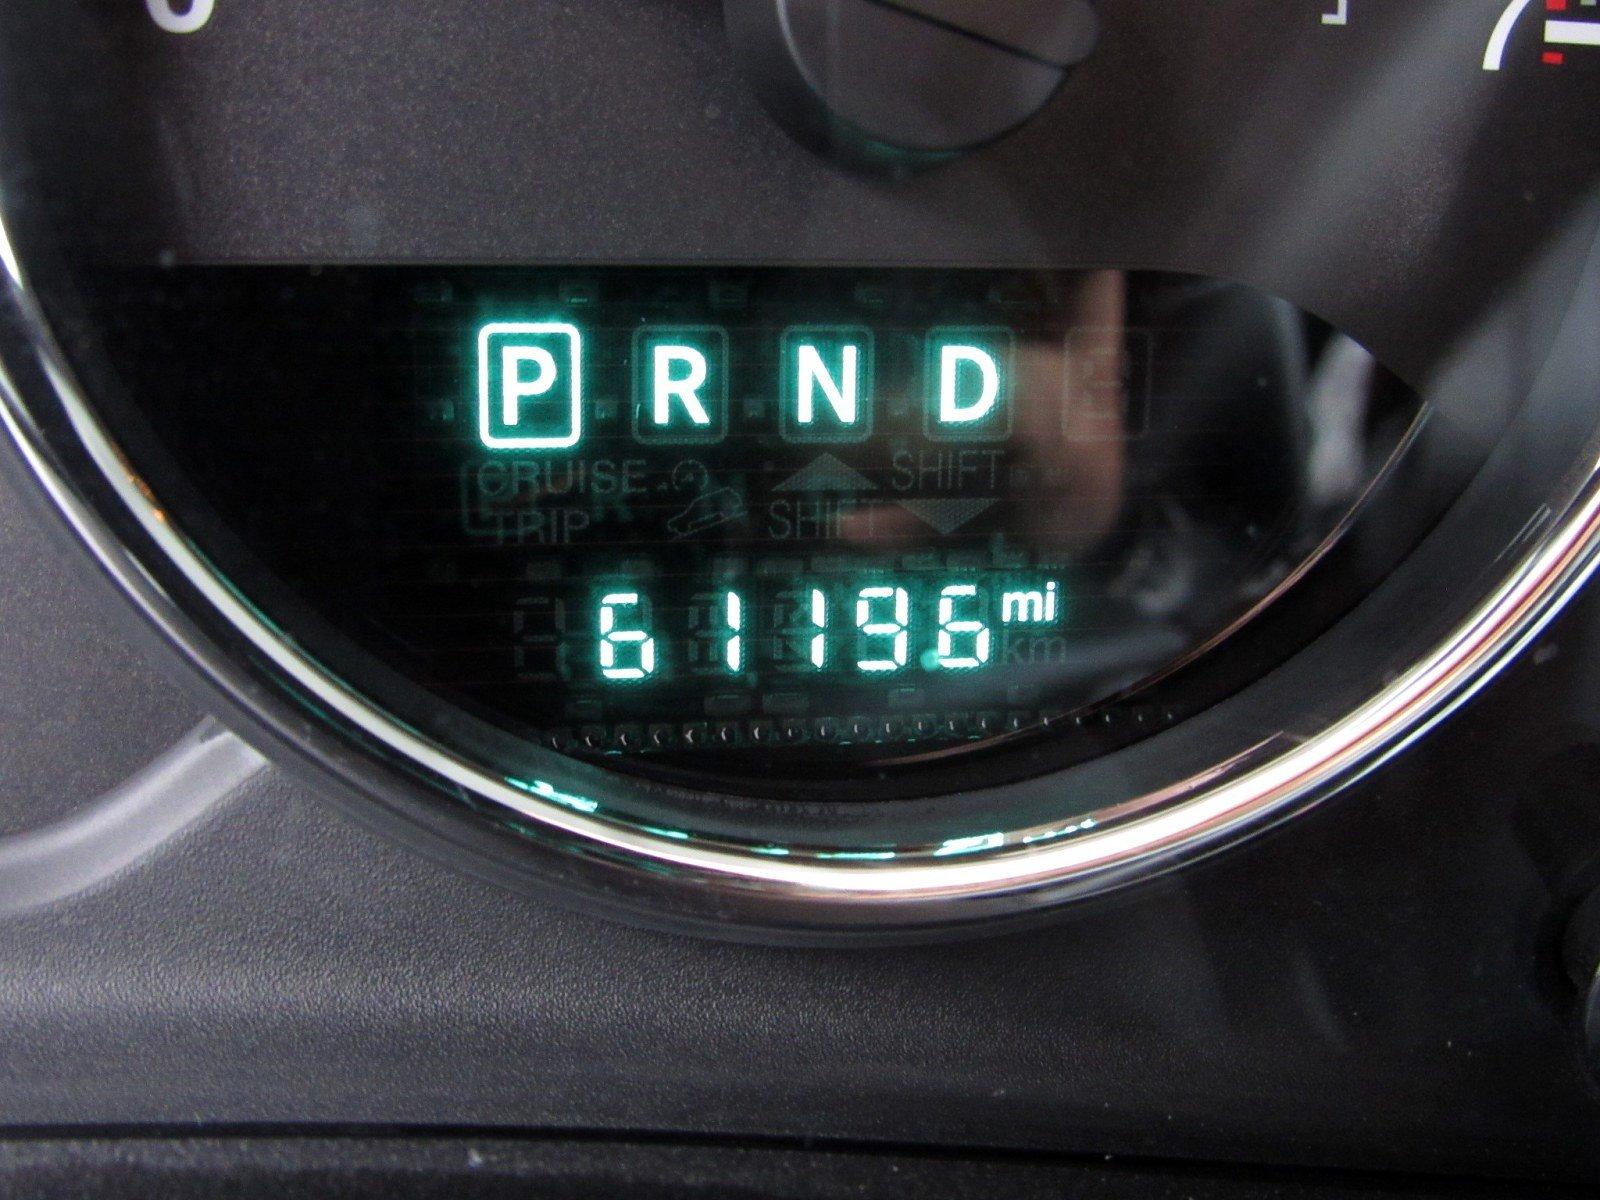 P R N D
CRUISE SHIFT
TRIP SHIFT
61196 mi
km